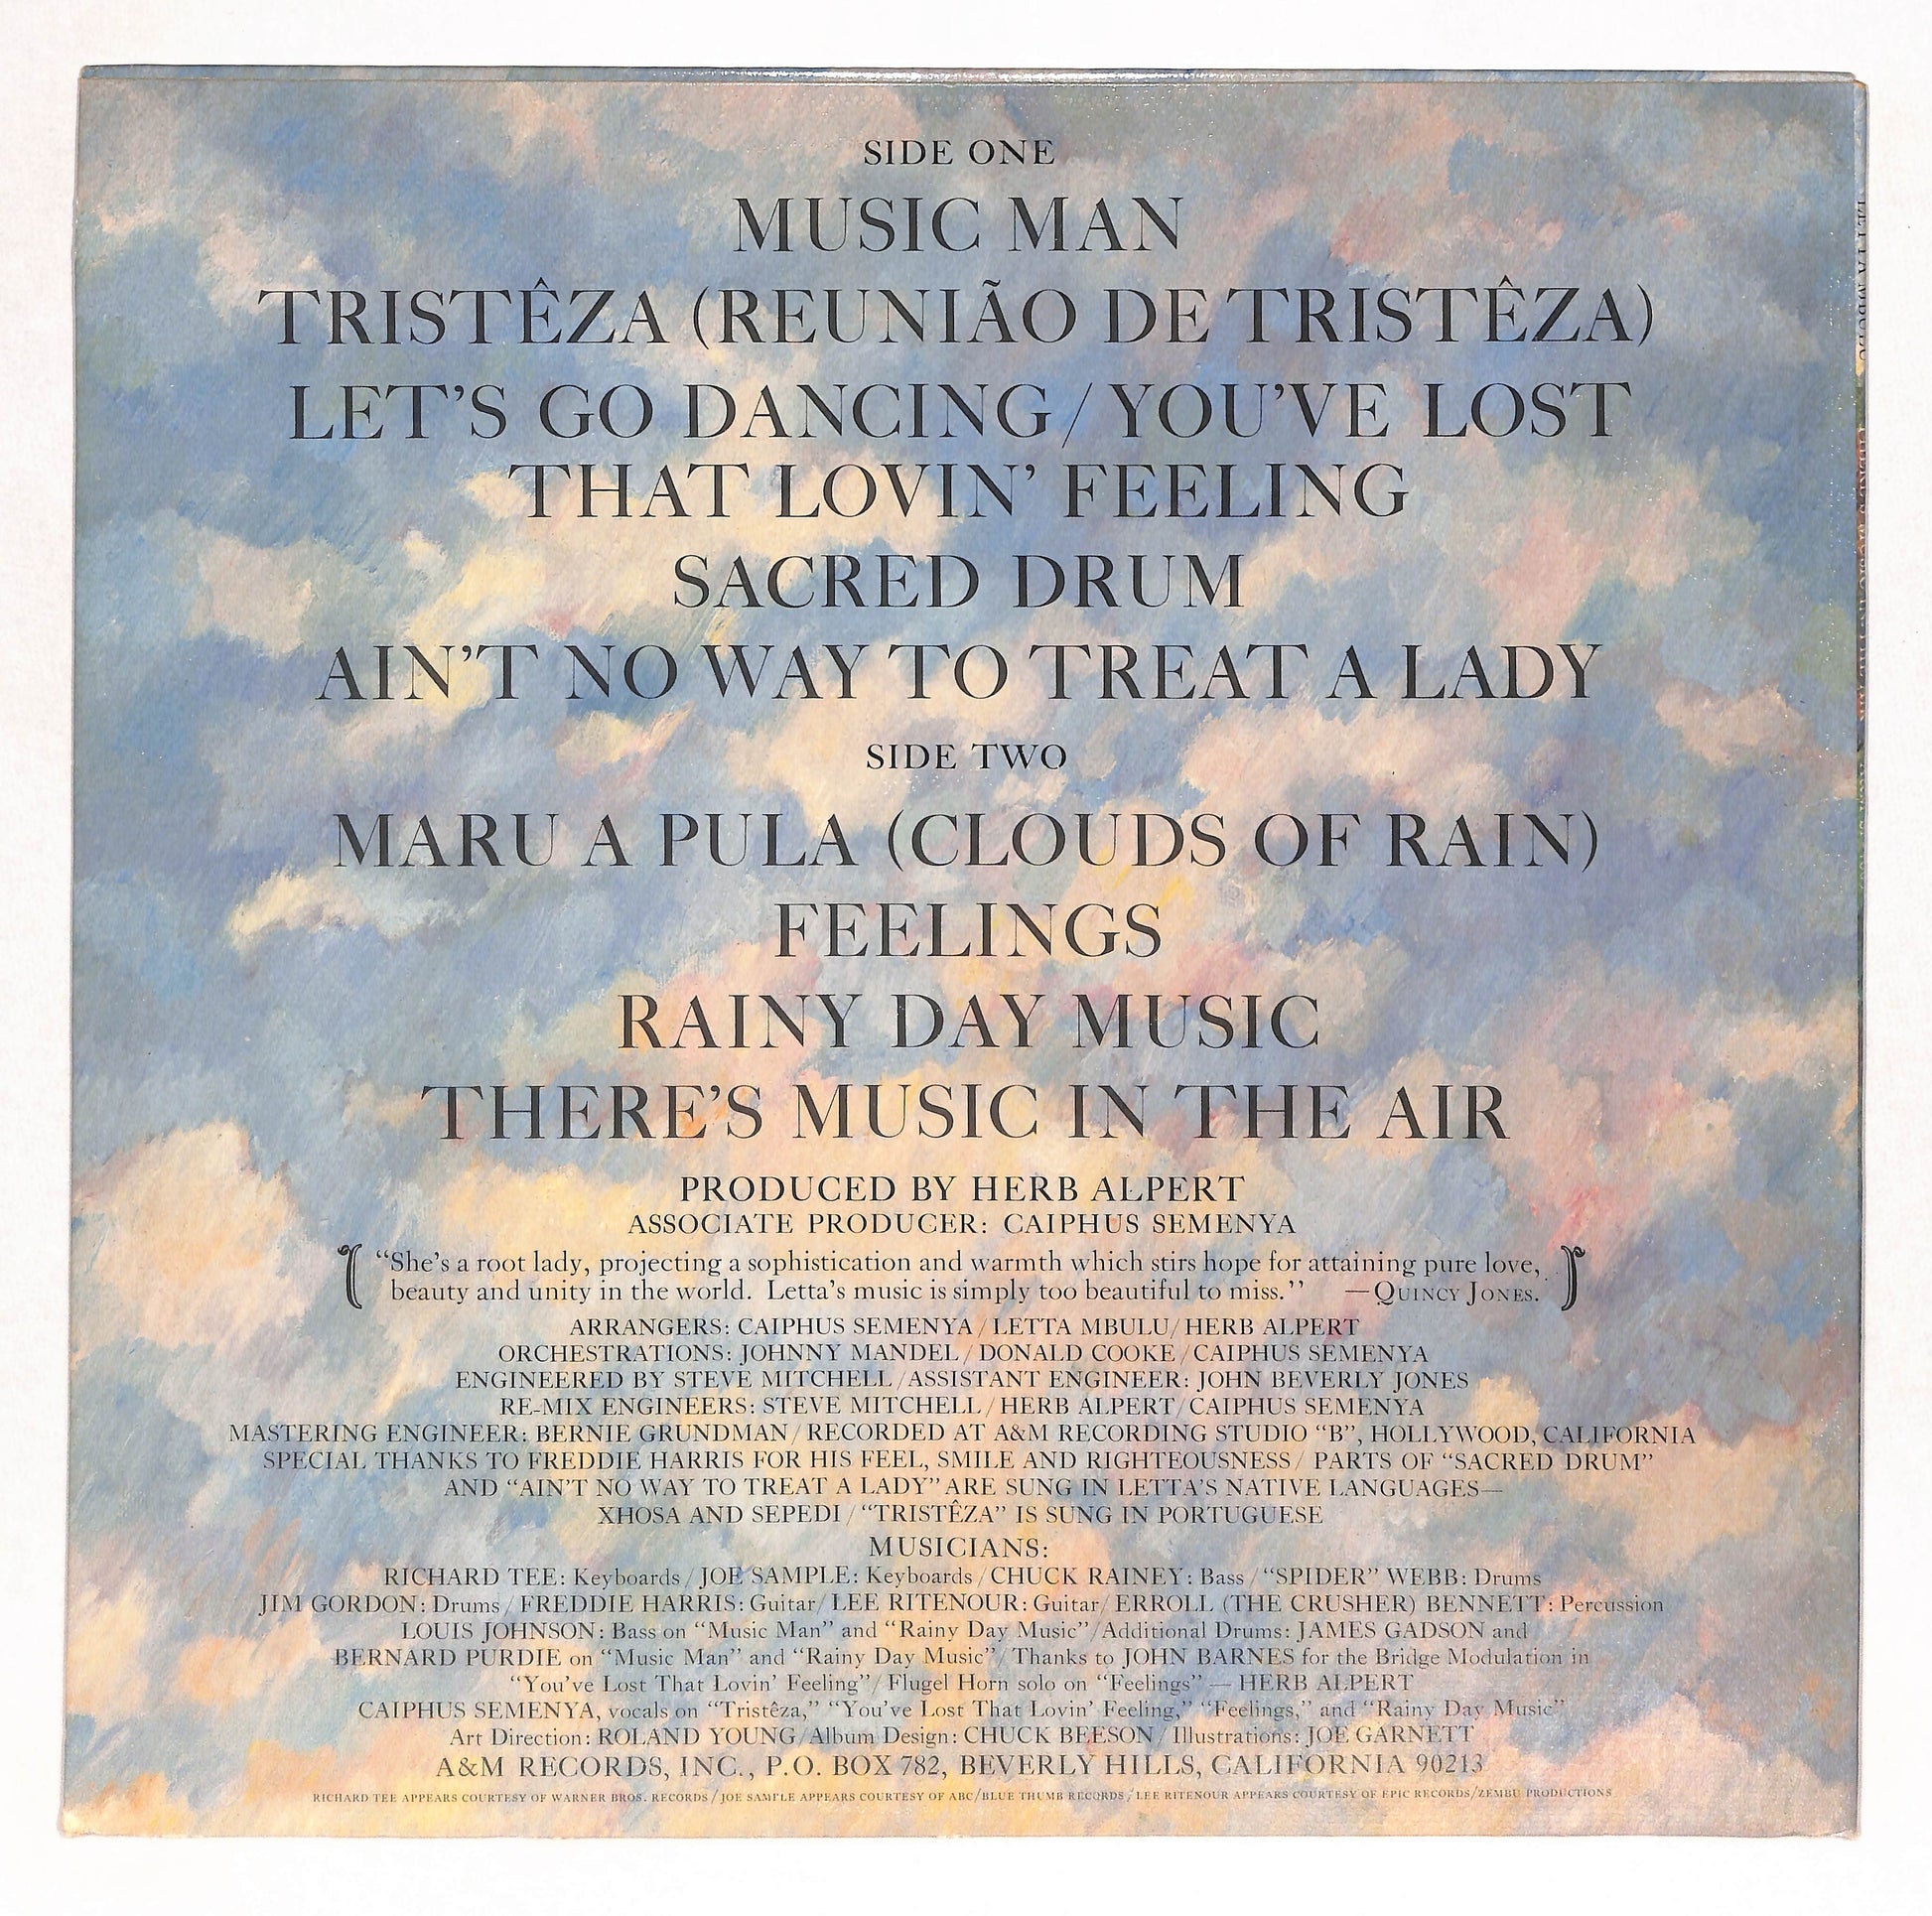 SIDE ONE
MUSIC MAN
TRISTÊZA (REUNIÃO DE TRISTÊZA)
LET'S GO DANCING/YOU'VE LOST
THAT LOVIN' FEELING
SACRED DRUM
AIN'T NO WAY TO TREAT A LADY
SIDE TWO
MARU A PULA (CLOUDS OF RAIN)
FEELINGS
RAINY DAY MUSIC
THERE'S MUSIC IN THE AIR
PRODUCED BY HERB ALPERT
ASSOCIATE PRODUCER: CAIPHUS SEMENYA
“She's a root lady, projecting a sophistication and warmth which stirs hope for attaining pure love,
beauty and unity in the world. Letta's music is simply too beautiful to miss.” —QUINCY JONES.
ARRANGERS: CAIPHUS SEMENYA/LETTA MBULU/HERB ALPERT
ORCHESTRATIONS: JOHNNY MANDEL/DONALD COOKE/CAIPHUS SEMENYA
ENGINEERED BY STEVE MITCHELL/ASSISTANT ENGINEER: JOHN BEVERLY JONES
RE-MIX ENGINEERS: STEVE MITCHELL/HERB ALPERT/CAIPHUS SEMENYA
MASTERING ENGINEER: BERNIE GRUNDMAN/RECORDED AT A&M RECORDING STUDIO “B”, HOLLYWOOD, CALIFORNIA
SPECIAL THANKS TO FREDDIE HARRIS FOR HIS FEEL, SMILE AND RIGHTEOUSNESS/ PARTS OF “SACRED DRUM”
AND “AIN'T NO WAY TO TREAT A LADY” ARE SUNG IN LETTA'S NATIVE LANGUAGES—
XHOSA AND SEPEDI/“TRISTÊZA” IS SUNG IN PORTUGUESE
MUSICIANS:
RICHARD TEE: Keyboards/JOE SAMPLE: Keyboards/CHUCK RAINEY: Bass/“SPIDER” WEBB: Drums
JIM GORDON: Drums/FREDDIE HARRIS: Guitar/LEE RITENOUR: Guitar/ERROLL (THE CRUSHER) BENNETT: Percussion
LOUIS JOHNSON: Bass on “Music Man” and “Rainy Day Music”/Additional Drums: JAMES GADSON and
BERNARD PURDIE on “Music Man” and “Rainy Day Music”/Thanks to JOHN BARNES for the Bridge Modulation in
“You've Lost That Lovin' Feeling”/Flugel Horn solo on “Feelings”— HERB ALPERT
CAIPHUS SEMENYA, vocals on “Tristêza,” “You've Lost That Lovin' Feeling,” “Feelings,” and “Rainy Day Music”
Art Direction: ROLAND YOUNG/Album Design: CHUCK BEESON/Illustrations: JOE GARNETT
A&M RECORDS, INC., P.O. BOX 782, BEVERLY HILLS, CALIFORNIA 90213
RICHARD TEE APPEARS COURTESY OF WARNER BROS. RECORDS/JOE SAMPLE APPEARS COURTESY OF ABC/BLUE THUMB RECORDS/LEE RITENOUR APPEARS COURTESY OF EPIC RECORDS/ZEMBU PRODUCTIONS
LETTA MBULU